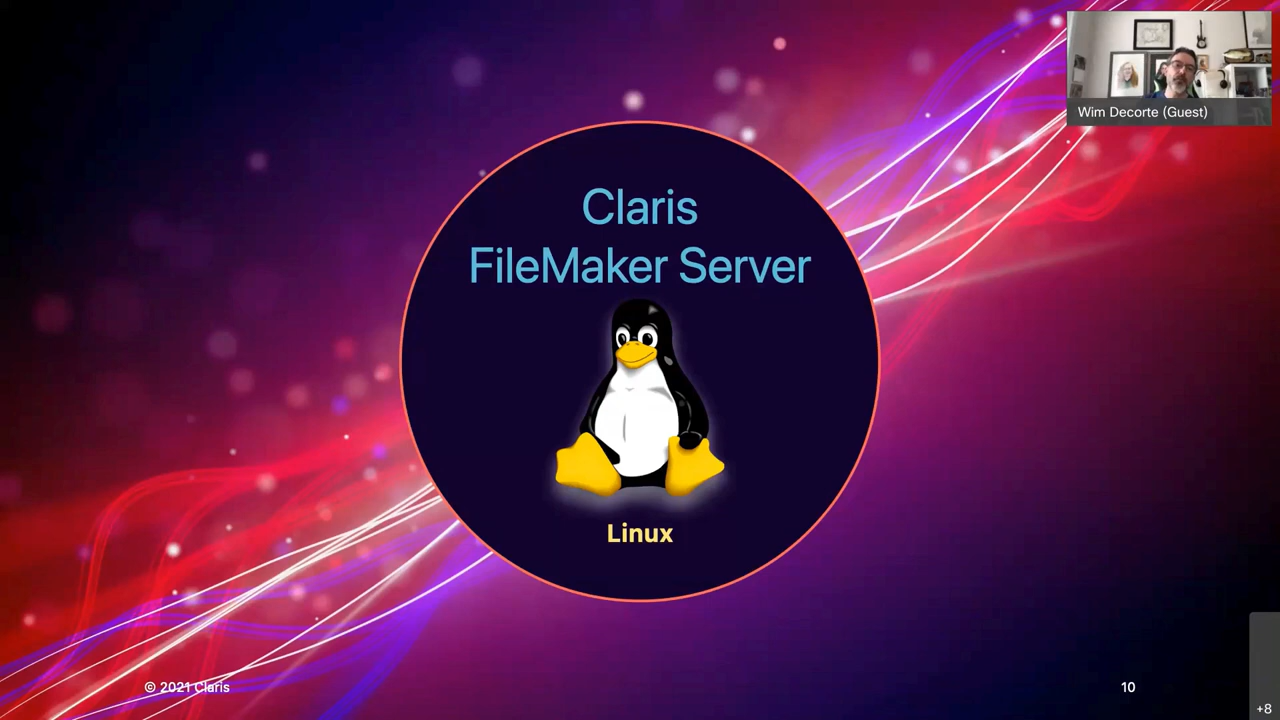 Wim Decorte (Guest)
Claris
FileMaker Server
Linux
© 2021 Claris
10
+8